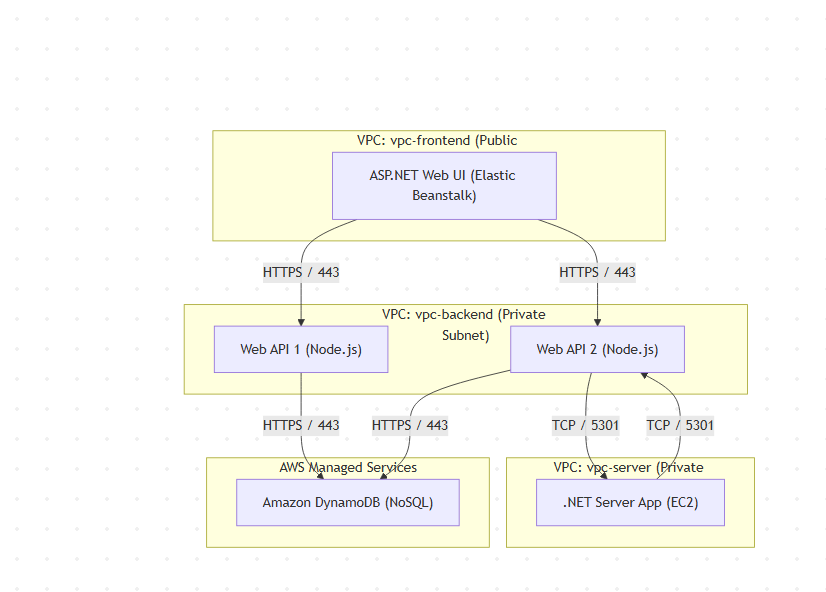 VPC: vpc-frontend (Public
ASP.NET Web UI (Elastic
Beanstalk)
HTTPS / 443
HTTPS / 443
VPC: vpc-backend (Private
Subnet)
Web API 1 (Node.js)
Web API 2 (Node.js)
HTTPS / 443
HTTPS / 443
TCP / 5301
TCP / 5301
AWS Managed Services
VPC: vpc-server (Private
Amazon DynamoDB (NoSQL)
.NET Server App (EC2)